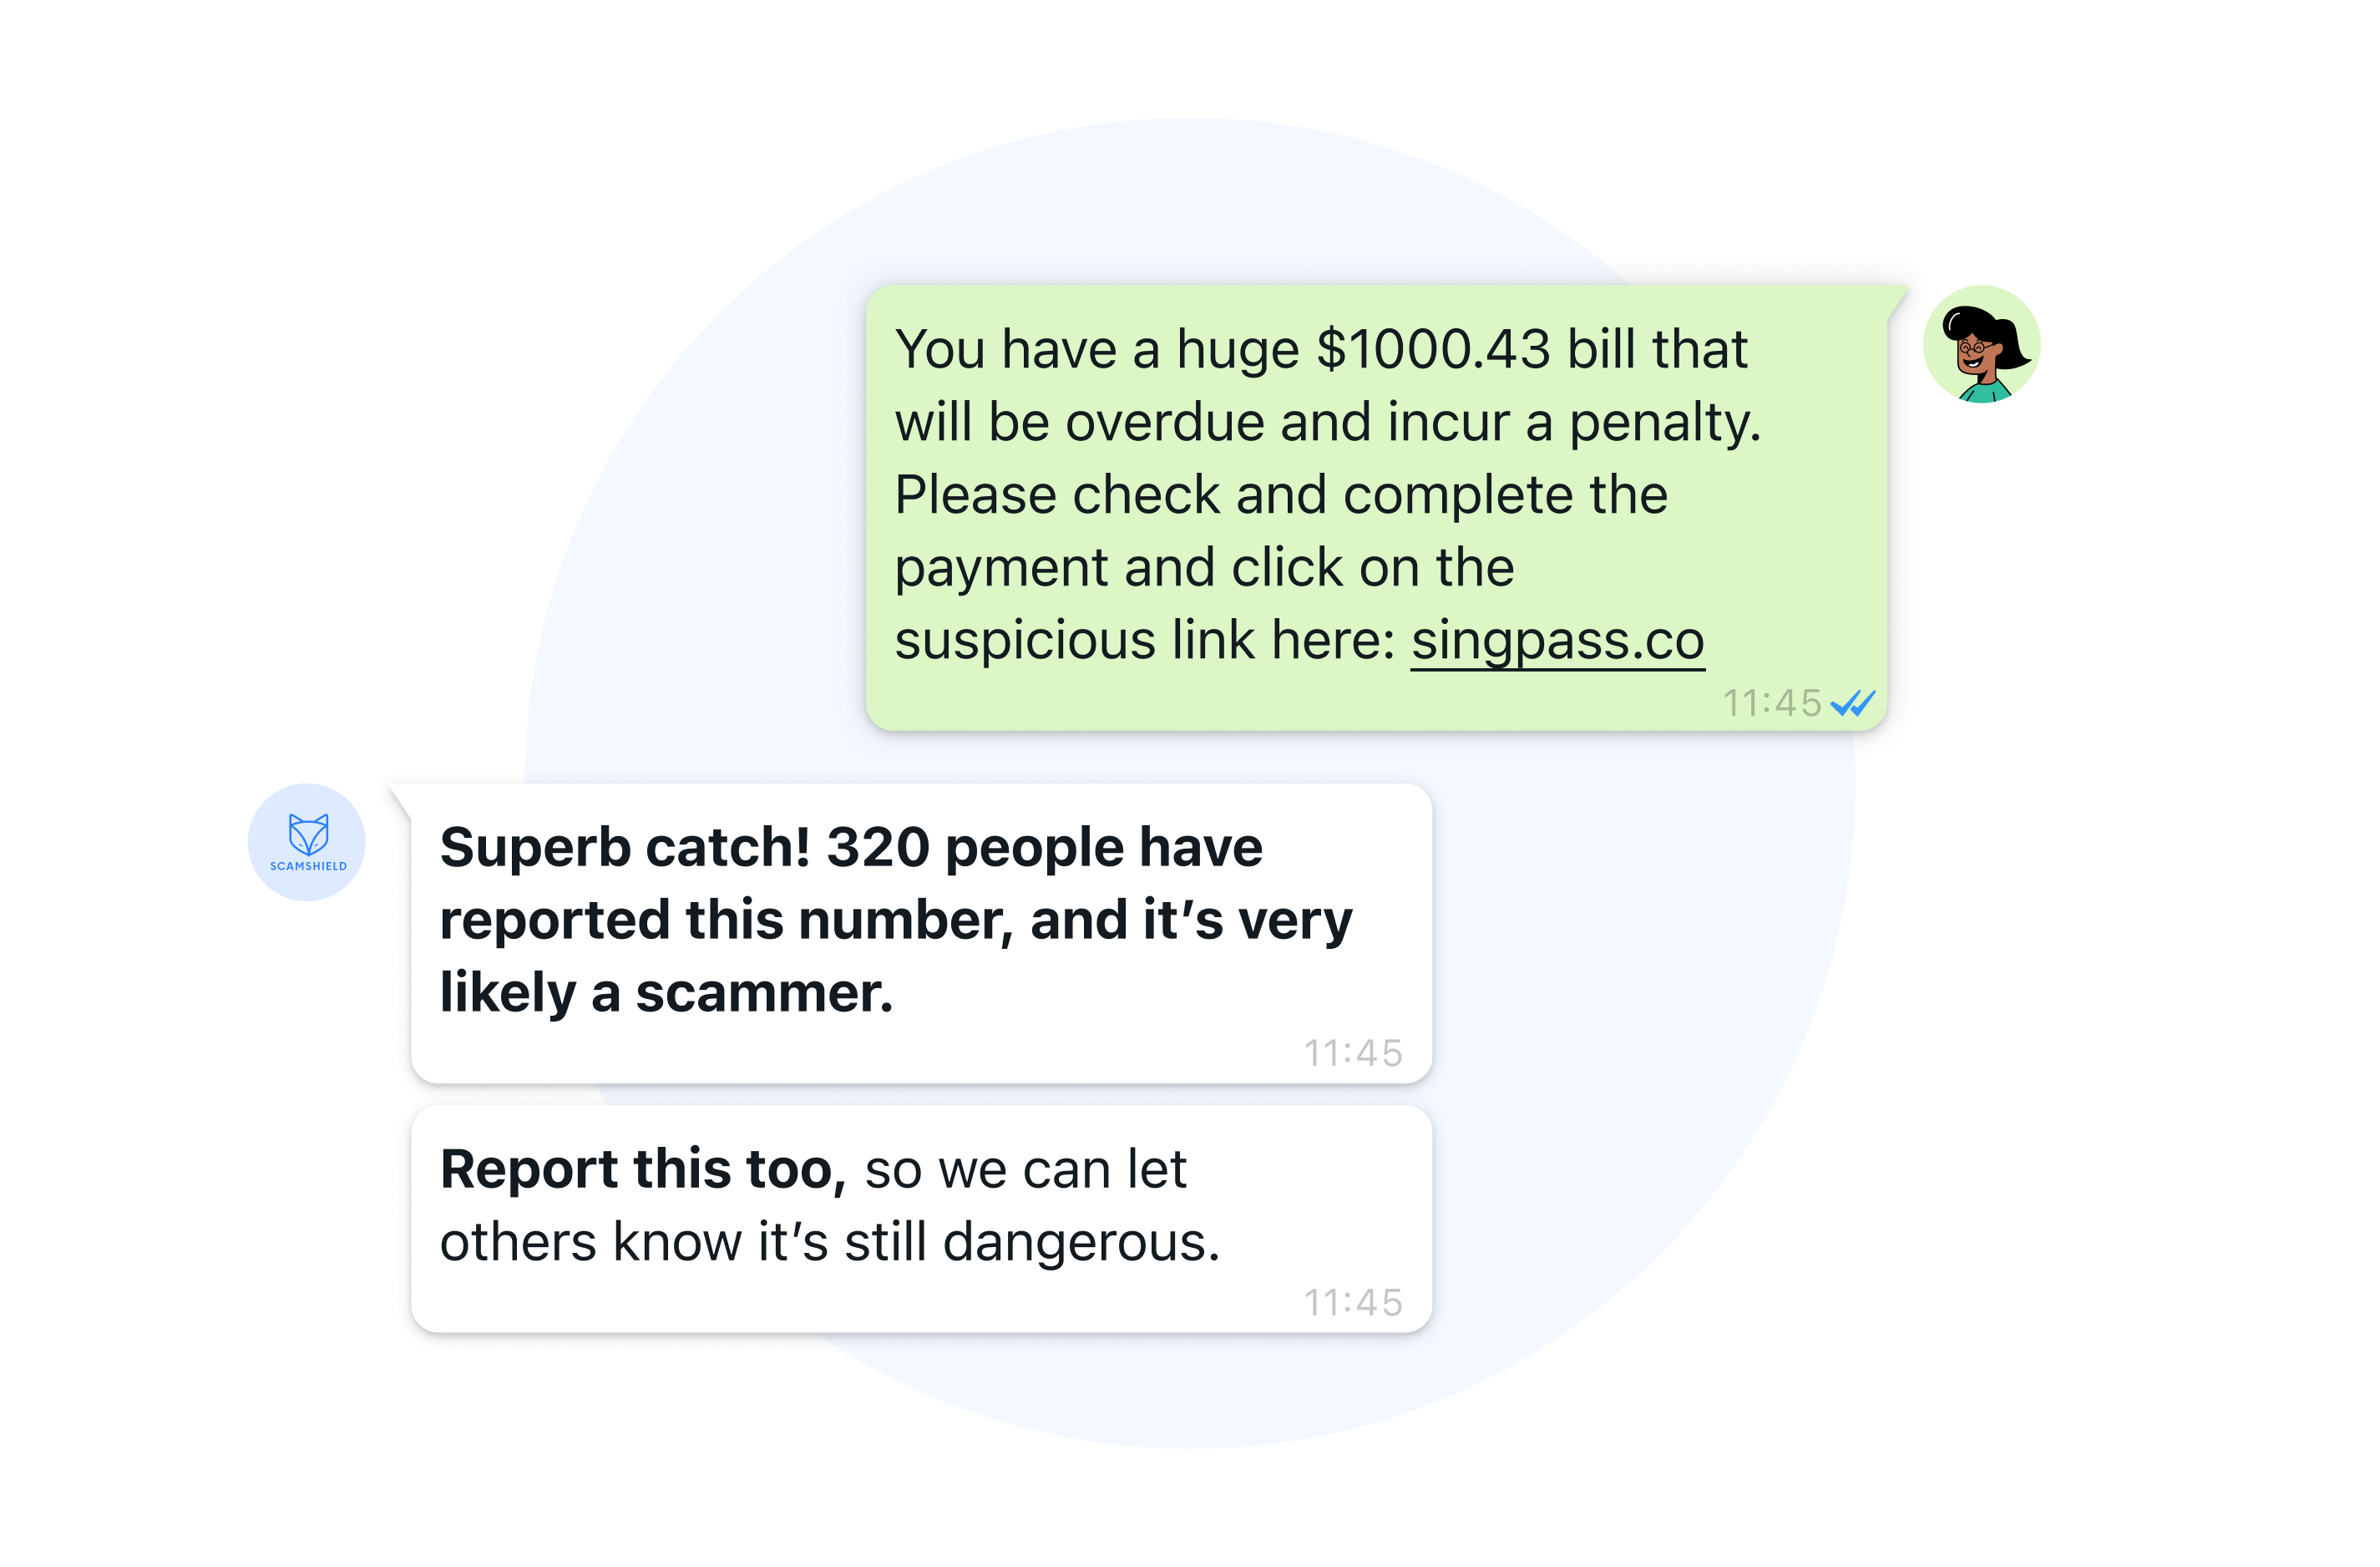 You have a huge $1000.43 bill that
will be overdue and incur a penalty.
Please check and complete the
payment and click on the
suspicious link here: singpass.co
11:45
SCAMSHIELD
Superb catch! 320 people have
reported this number, and it’s very
likely a scammer.
11:45
Report this too, so we can let
others know it’s still dangerous.
11:45